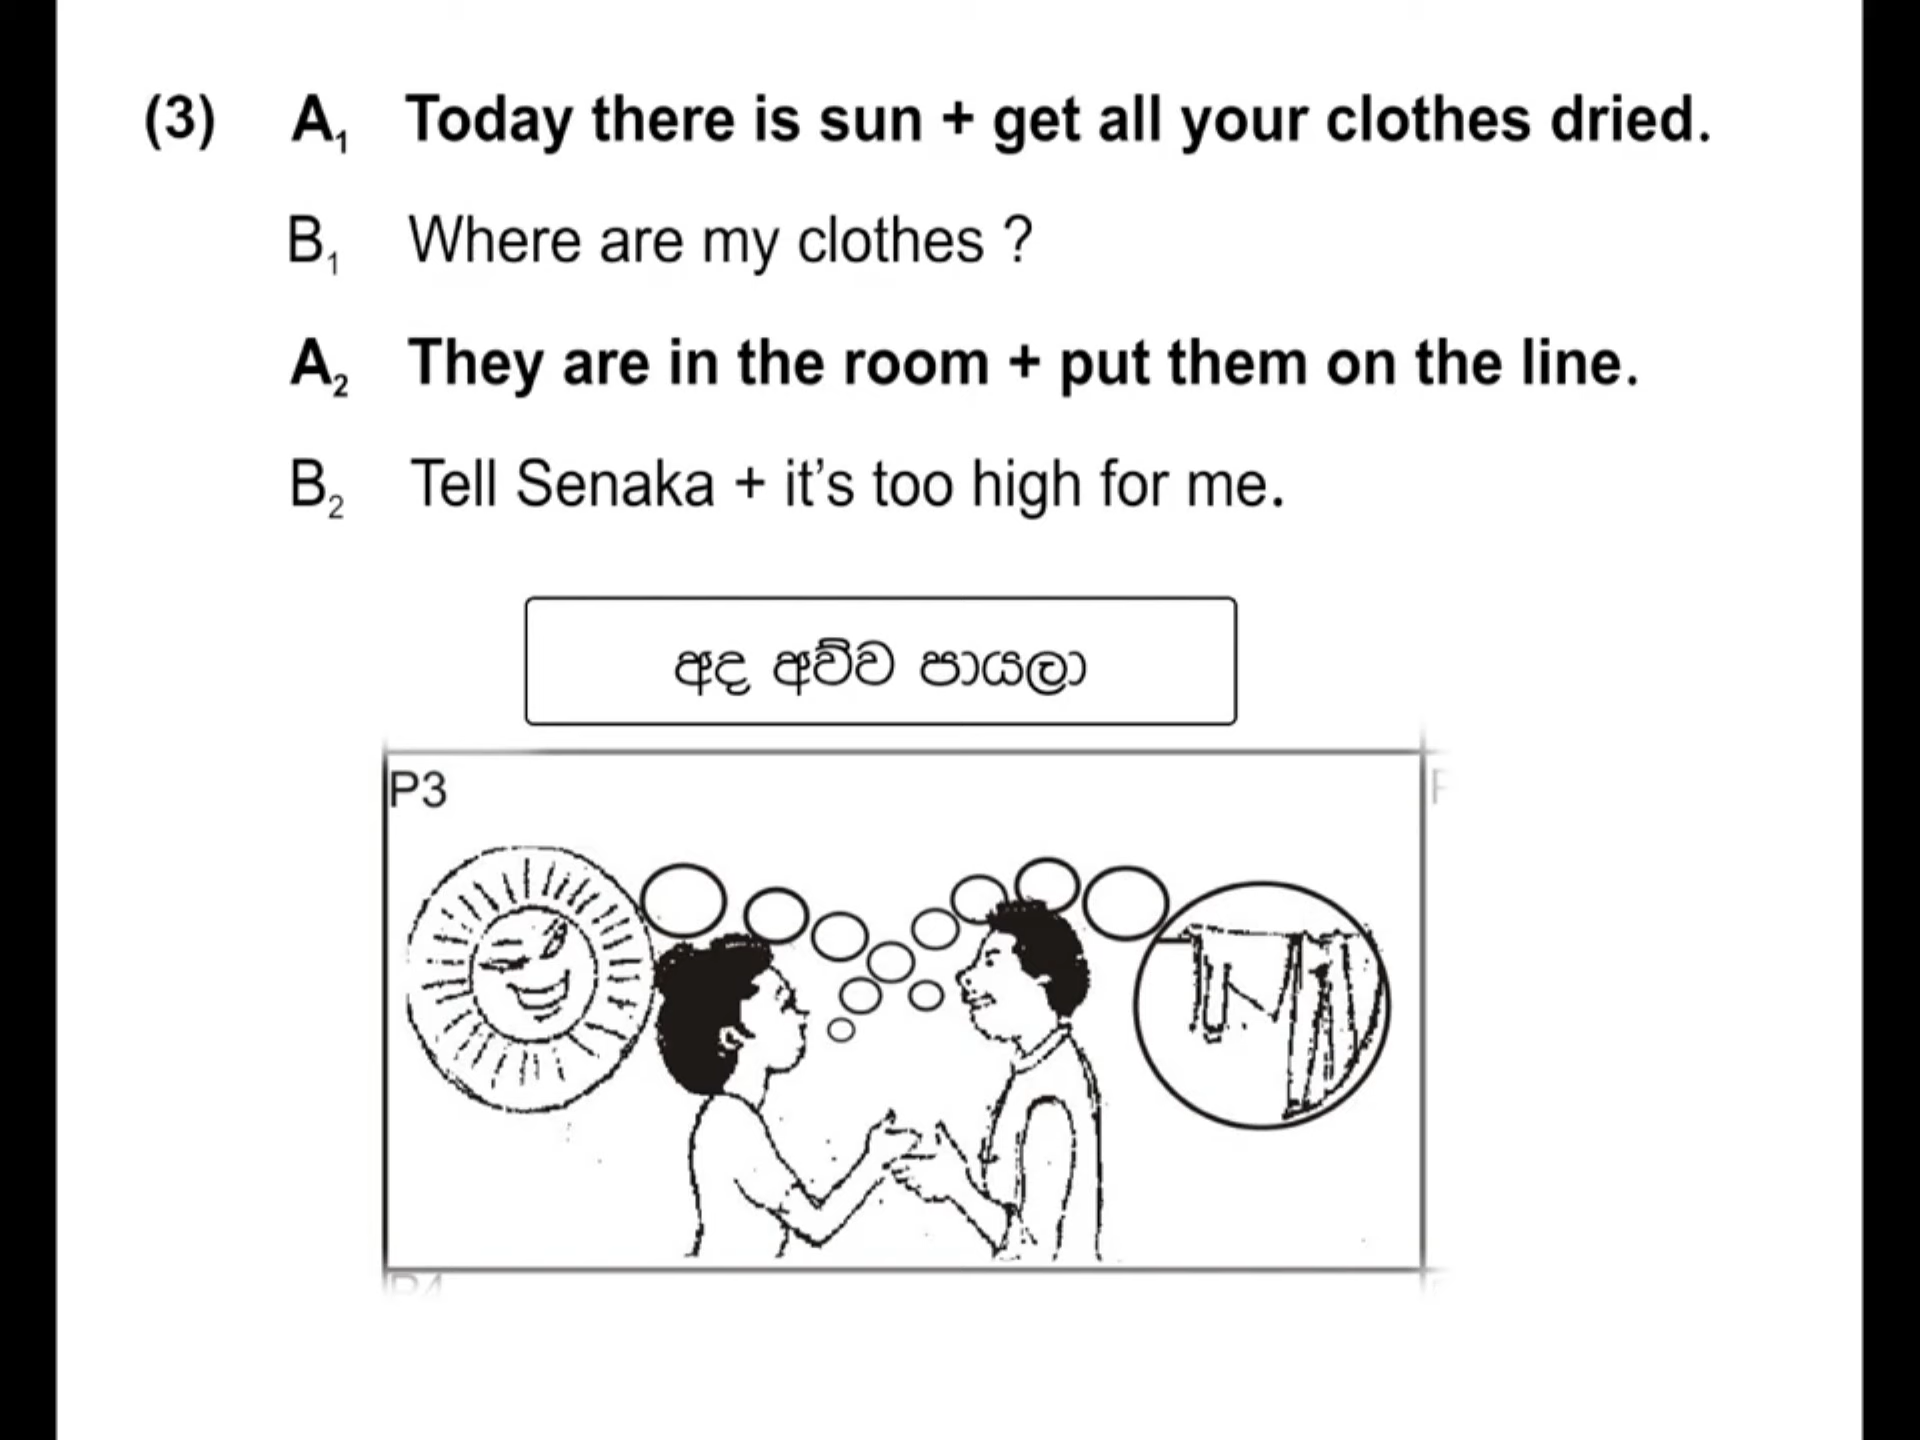 (3) A1 Today there is sun + get all your clothes dried.
B1 Where are my clothes ?
A2 They are in the room + put them on the line.
B2 Tell Senaka + it's too high for me.
අද අව්ව පායලා
P3
P4